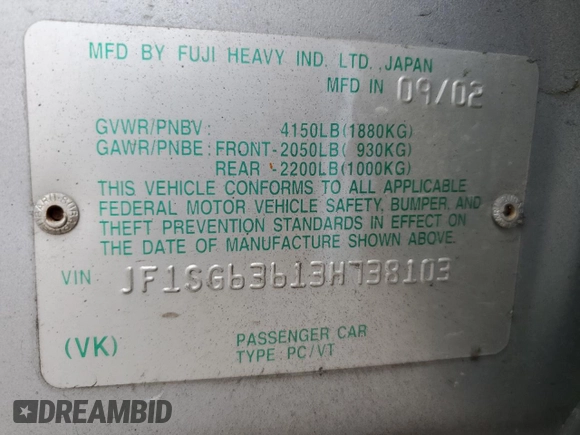 MFD BY FUJI HEAVY IND. LTD. ,JAPAN
MFD IN 09/02
GVWR/PNBV : 4150LB(1880KG)
GAWR/PNBE : FRONT-2050LB( 930KG)
REAR -2200LB(1000KG)
THIS VEHICLE CONFORMS TO ALL APPLICABLE
FEDERAL MOTOR VEHICLE SAFETY, BUMPER, AND
THEFT PREVENTION STANDARDS IN EFFECT ON
THE DATE OF MANUFACTURE SHOWN ABOVE.
VIN JF1SG63613H738103
(VK) PASSENGER CAR
TYPE : PC/VT
DREAMBID